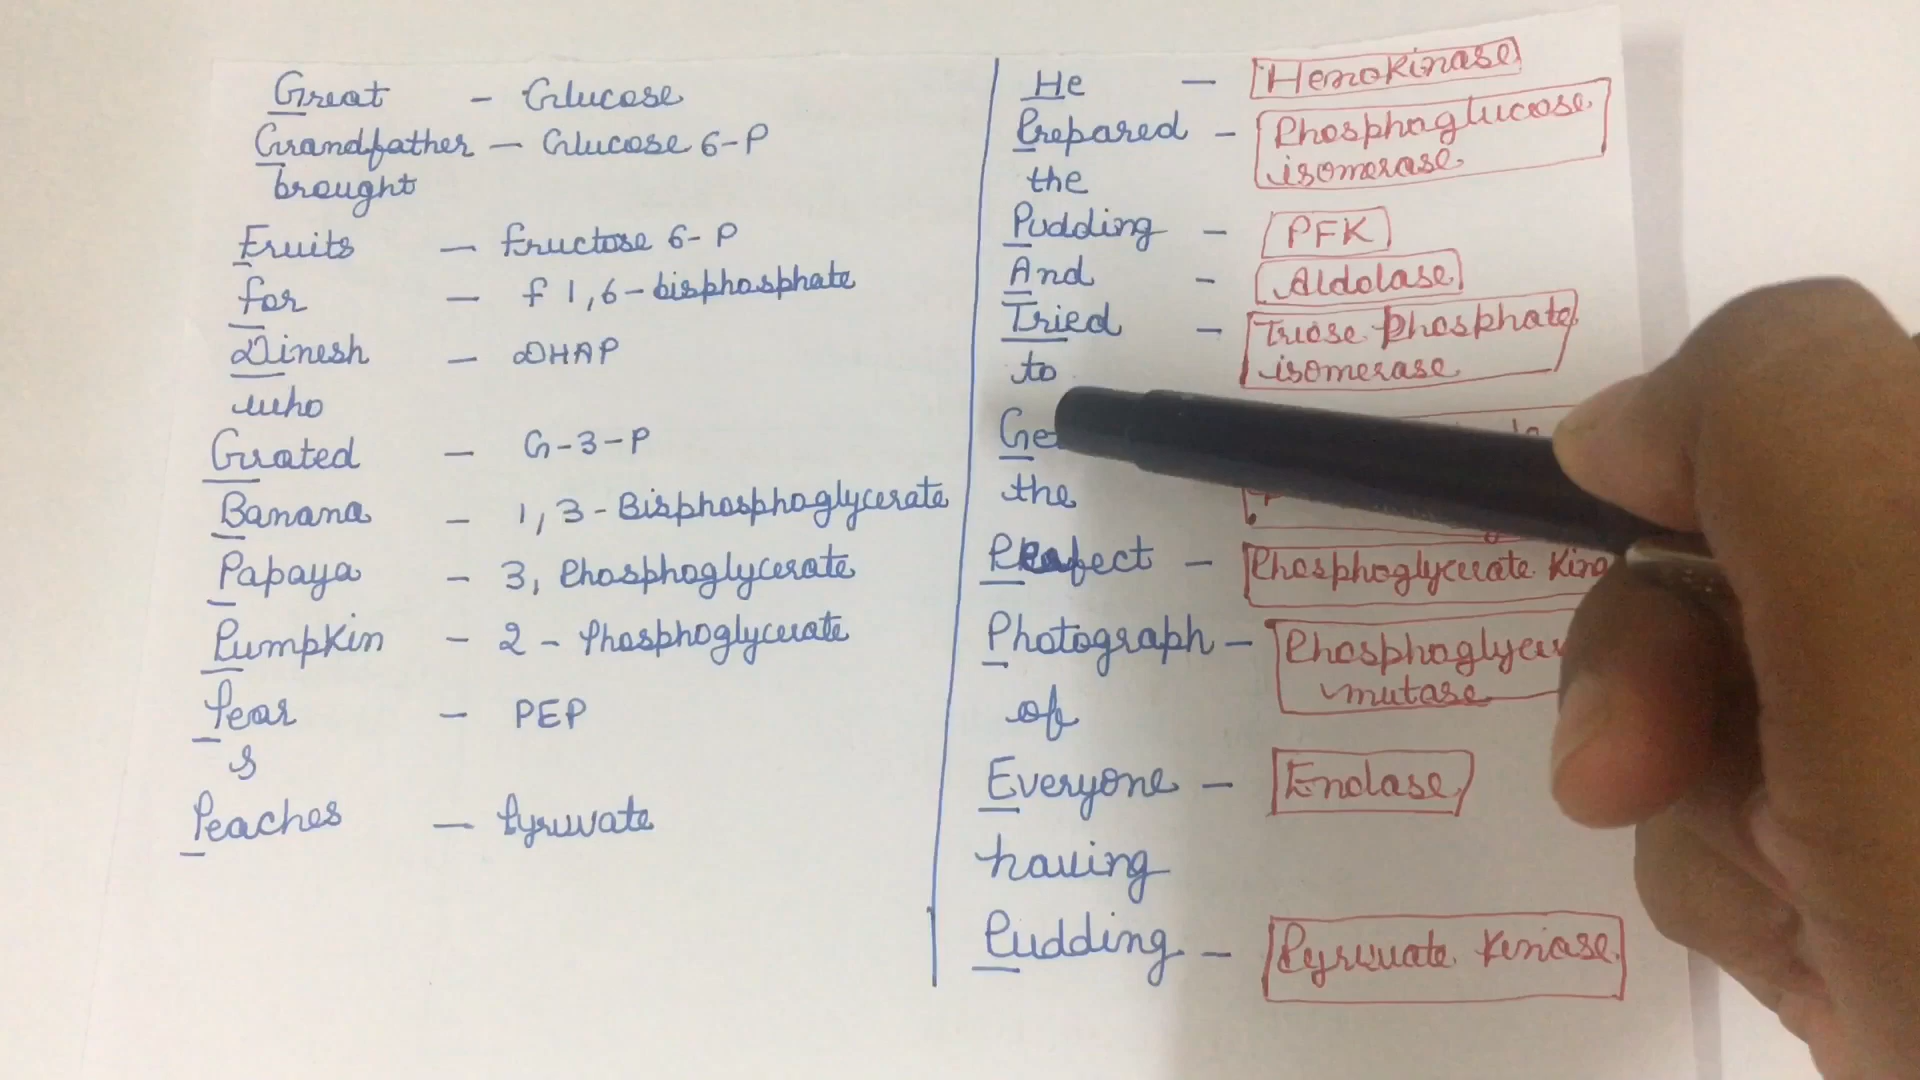 Great - Glucose
Grandfather - Glucose 6-P
brought
Fruits - Fructose 6-P
for - f 1,6-bisphosphate
Dinesh - DHAP
who
Grated - G-3-P
Banana - 1,3-Bisphosphoglycerate
Papaya - 3, Phosphoglycerate
Pumpkin - 2-Phosphoglycerate
Pear - PEP
s
Peaches - Pyruvate
He - Hexokinase
Prepared - Phosphoglucose
isomerase
the
Pudding - PFK
And - Aldolase
Tried - Triose phosphate
isomerase
to
Ge
the
Perfect - Phosphoglycerate Kina
Photograph - Phosphoglycer
mutase
of
Everyone - Enolase
having
Pudding - Pyruvate kinase